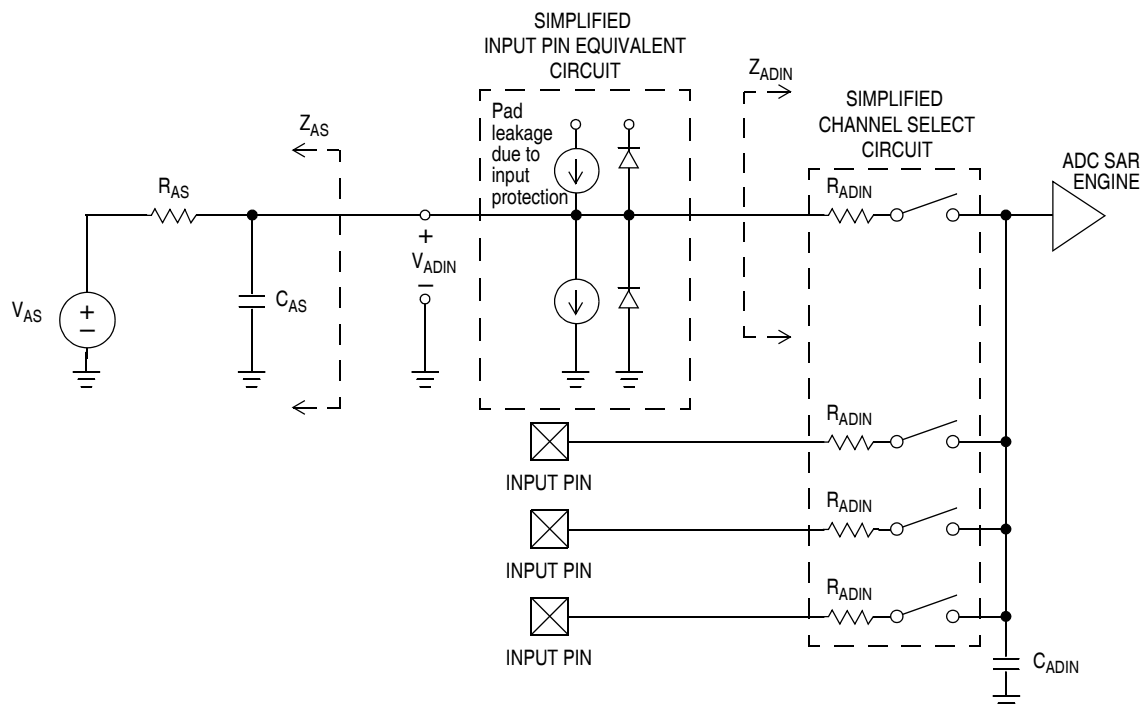 SIMPLIFIED
INPUT PIN EQUIVALENT
CIRCUIT
Z_AS
Pad
leakage
due to
input
protection
Z_ADIN
SIMPLIFIED
CHANNEL SELECT
CIRCUIT
ADC SAR
ENGINE
R_AS
R_ADIN
+
V_ADIN
−
V_AS
+
−
C_AS
R_ADIN
INPUT PIN
R_ADIN
INPUT PIN
R_ADIN
INPUT PIN
C_ADIN